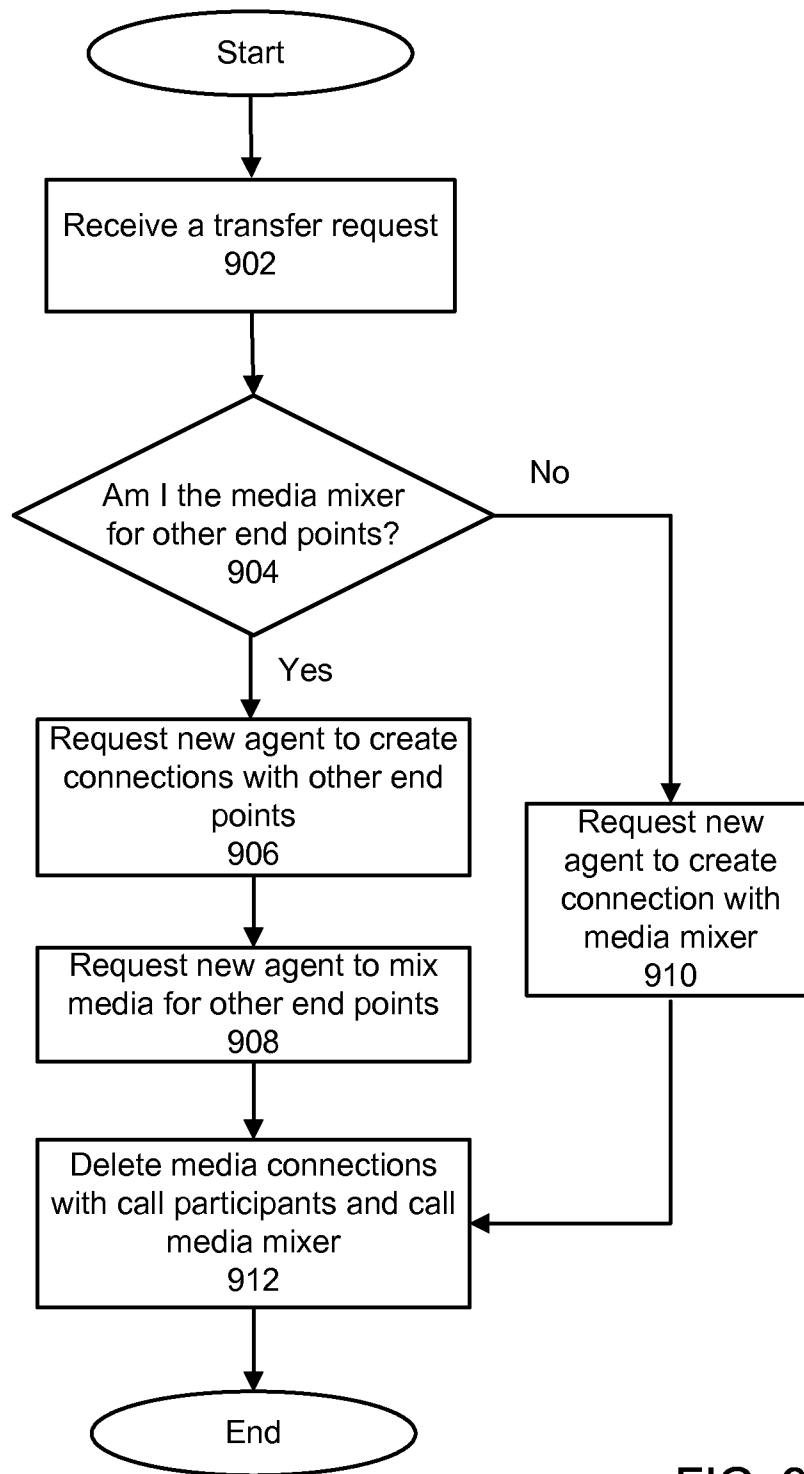 Start
Receive a transfer request
902
Am I the media mixer
for other end points?
904
No
Yes
Request new agent to create
connections with other end
points
906
Request new
agent to create
connection with
media mixer
910
Request new agent to mix
media for other end points
908
Delete media connections
with call participants and call
media mixer
912
End
FIG.